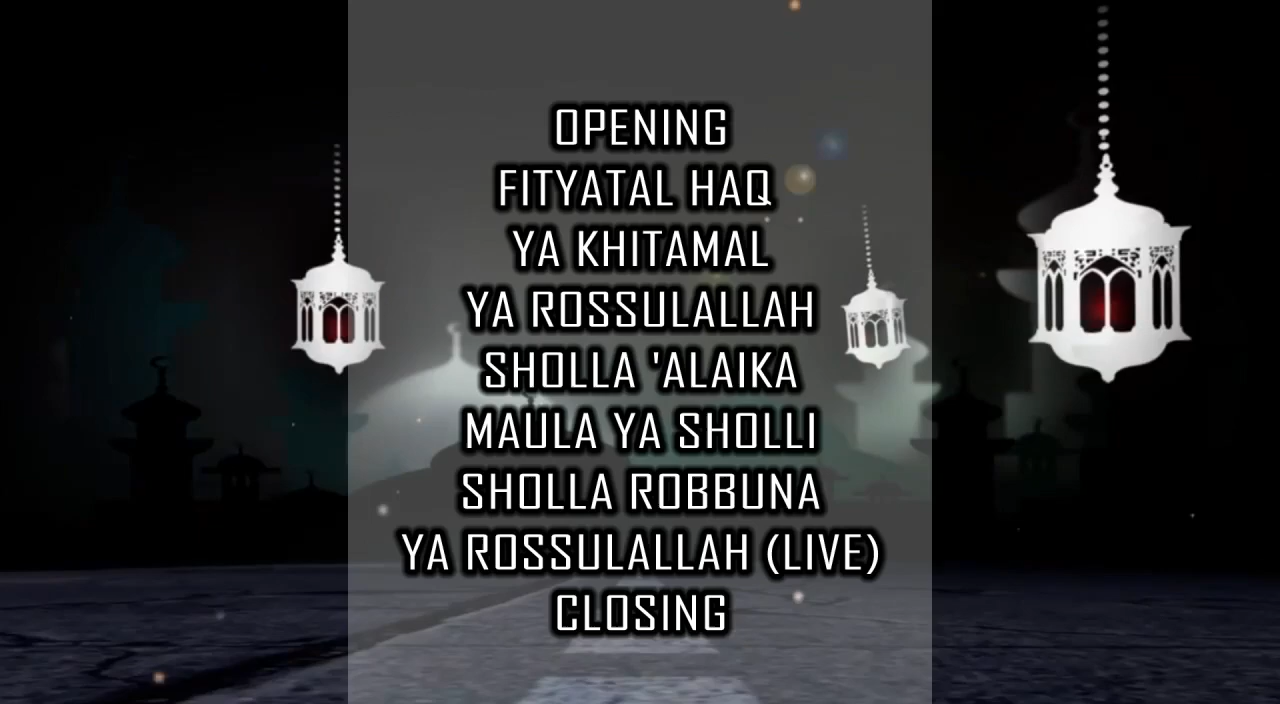 OPENING
FITYATAL HAQ
YA KHITAMAL
YA ROSSULALLAH
SHOLLA 'ALAIKA
MAULA YA SHOLLI
SHOLLA ROBBUNA
YA ROSSULALLAH (LIVE)
CLOSING